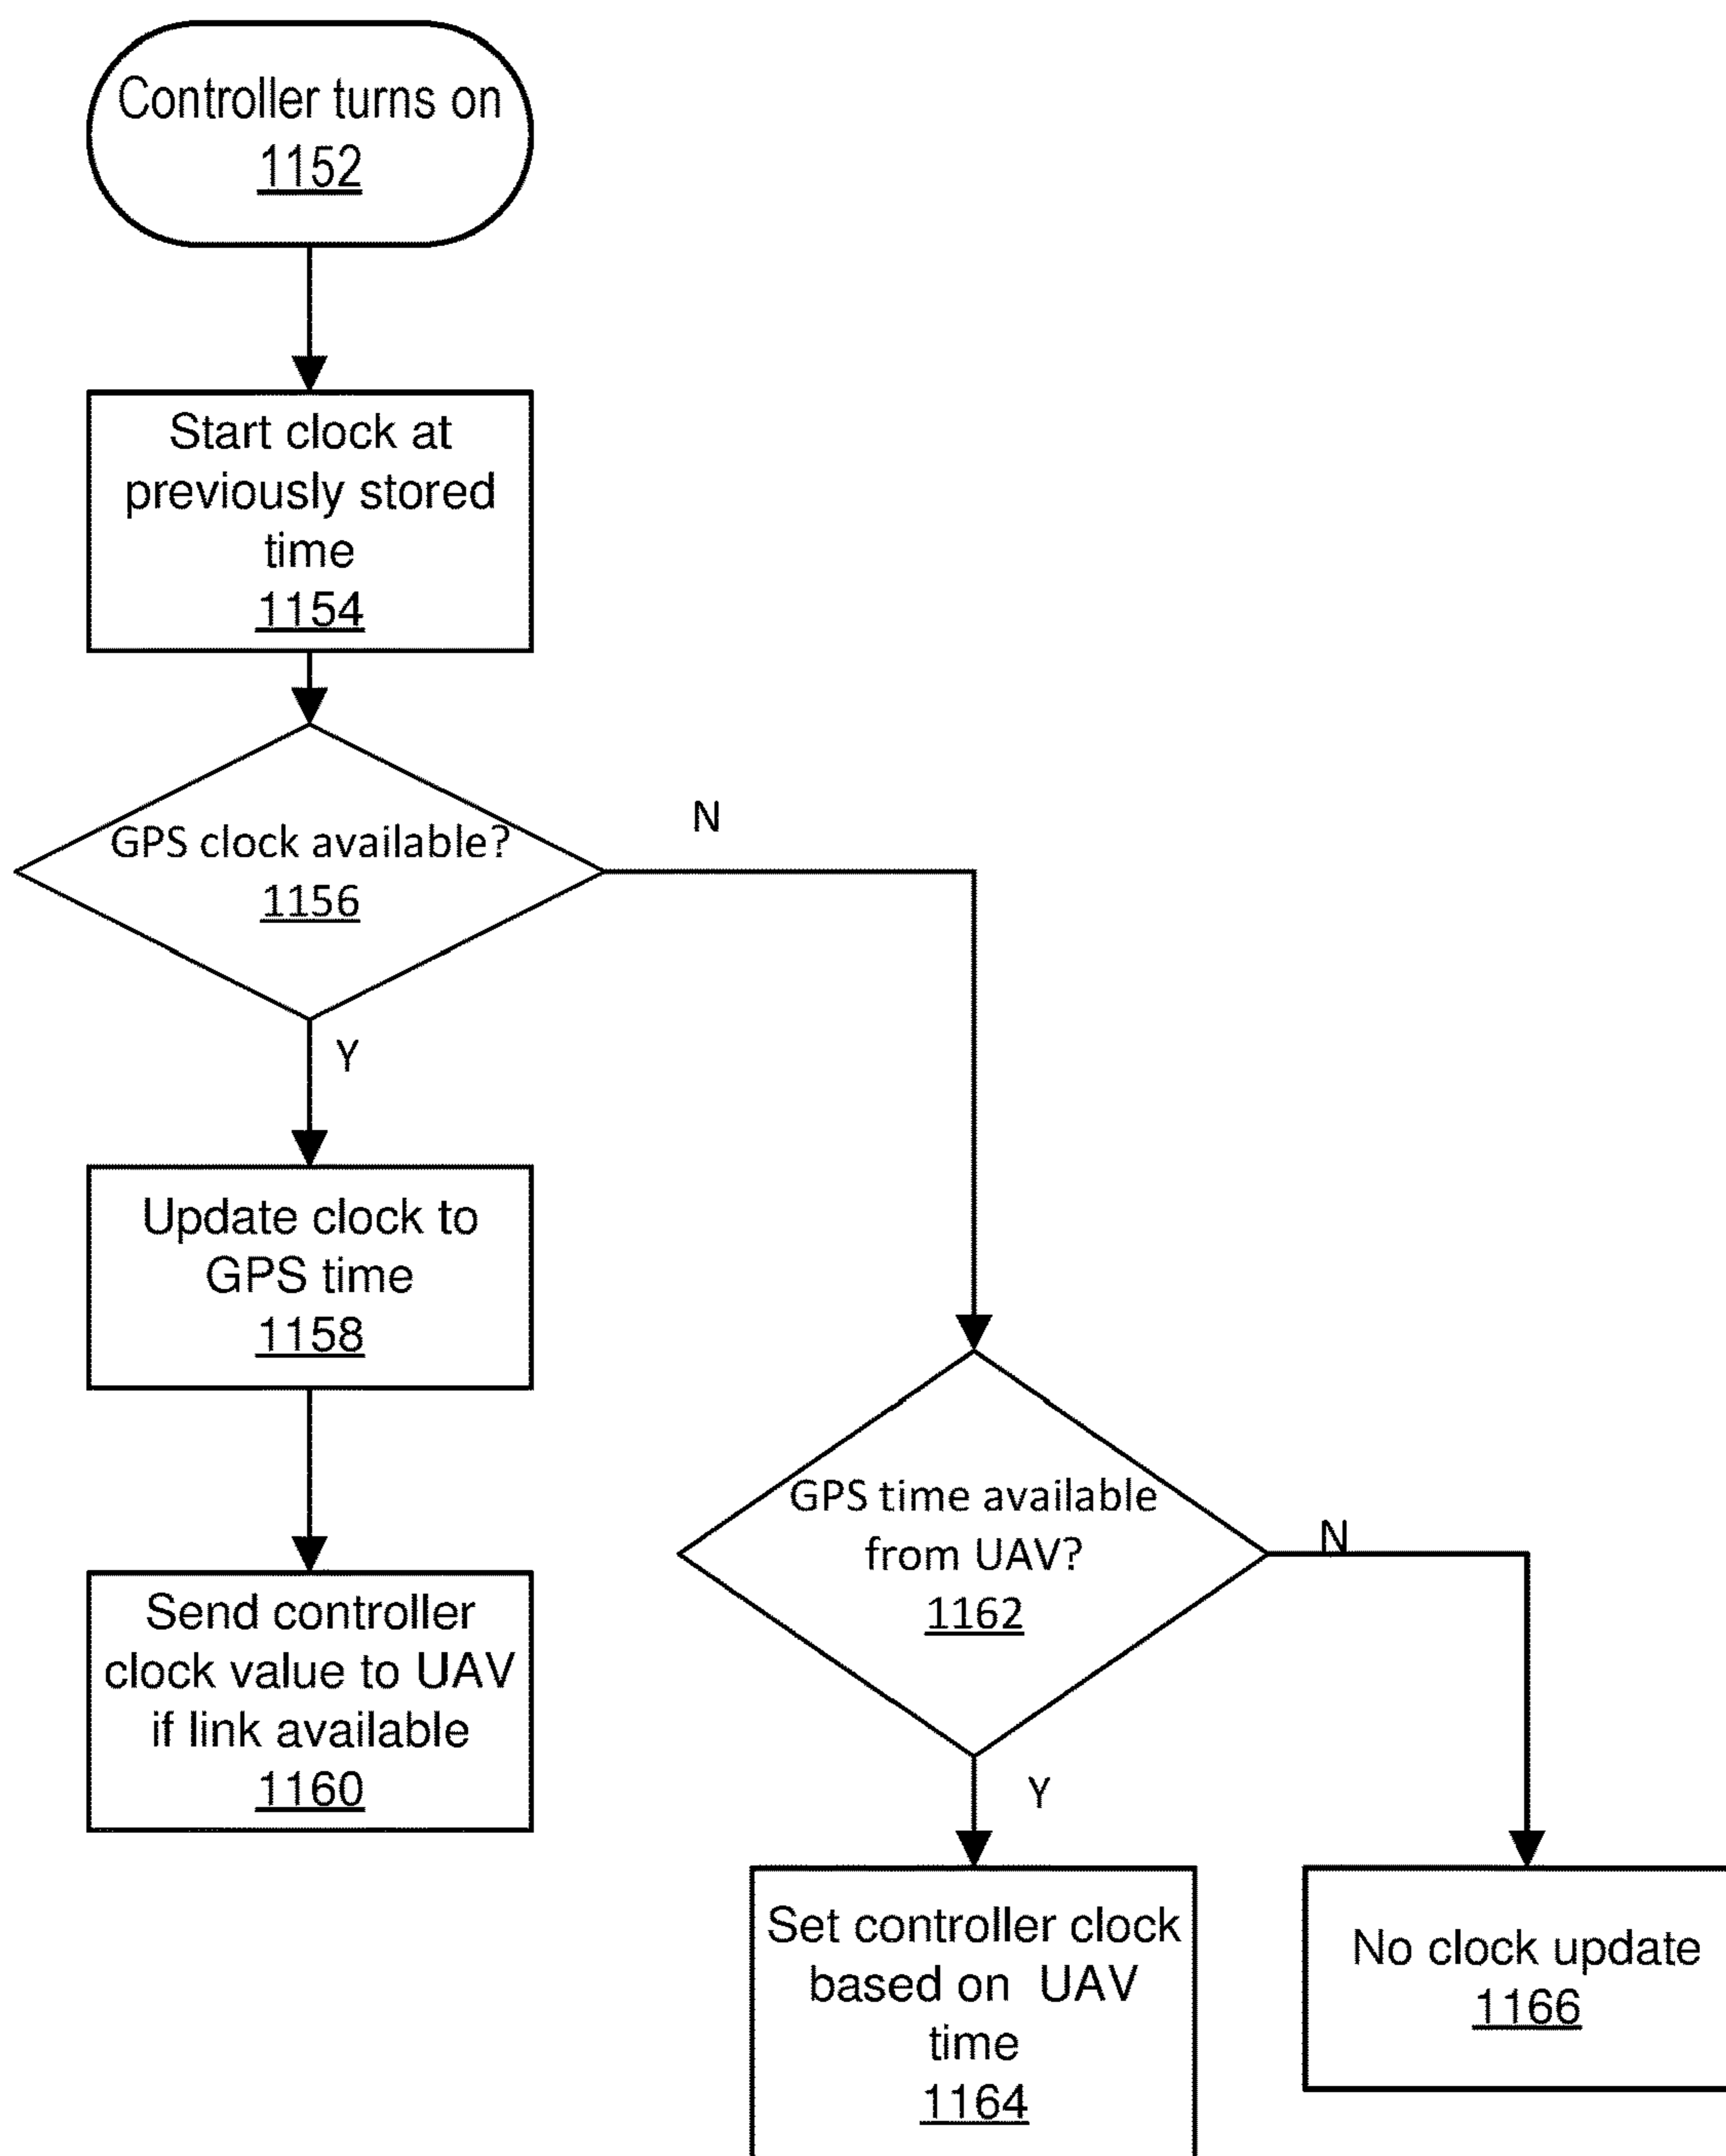 Controller turns on
1152
Start clock at
previously stored
time
1154
GPS clock available?
1156
N
Y
Update clock to
GPS time
1158
Send controller
clock value to UAV
if link available
1160
GPS time available
from UAV?
1162
N
Y
Set controller clock
based on UAV
time
1164
No clock update
1166